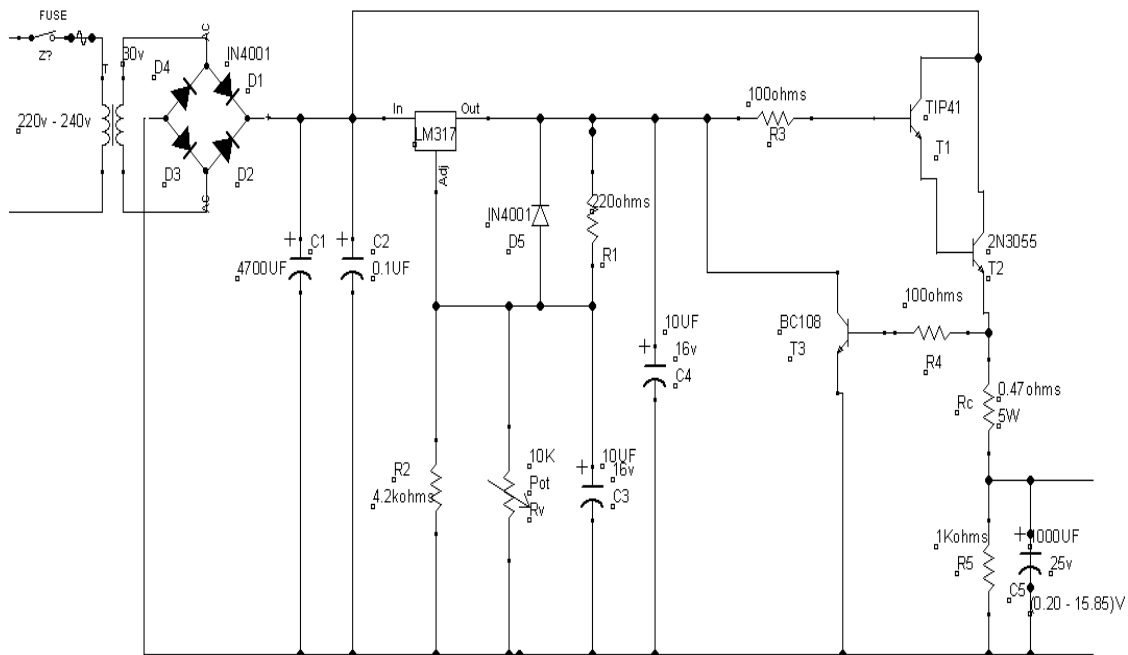 FUSE
Z?
220v - 240v
T
30v
Ac
D4
IN4001
D1
+
D3
D2
Ac
In
Out
LM317
Adj
C1
4700UF
C2
0.1UF
IN4001
D5
220ohms
R1
100ohms
R3
TIP41
T1
2N3055
T2
100ohms
R4
BC108
T3
10UF
16v
C4
Rc
0.47ohms
5W
R2
4.2kohms
10K
Pot
Rv
10UF
16v
C3
1Kohms
R5
1000UF
25v
C5
(0.20 - 15.85)V